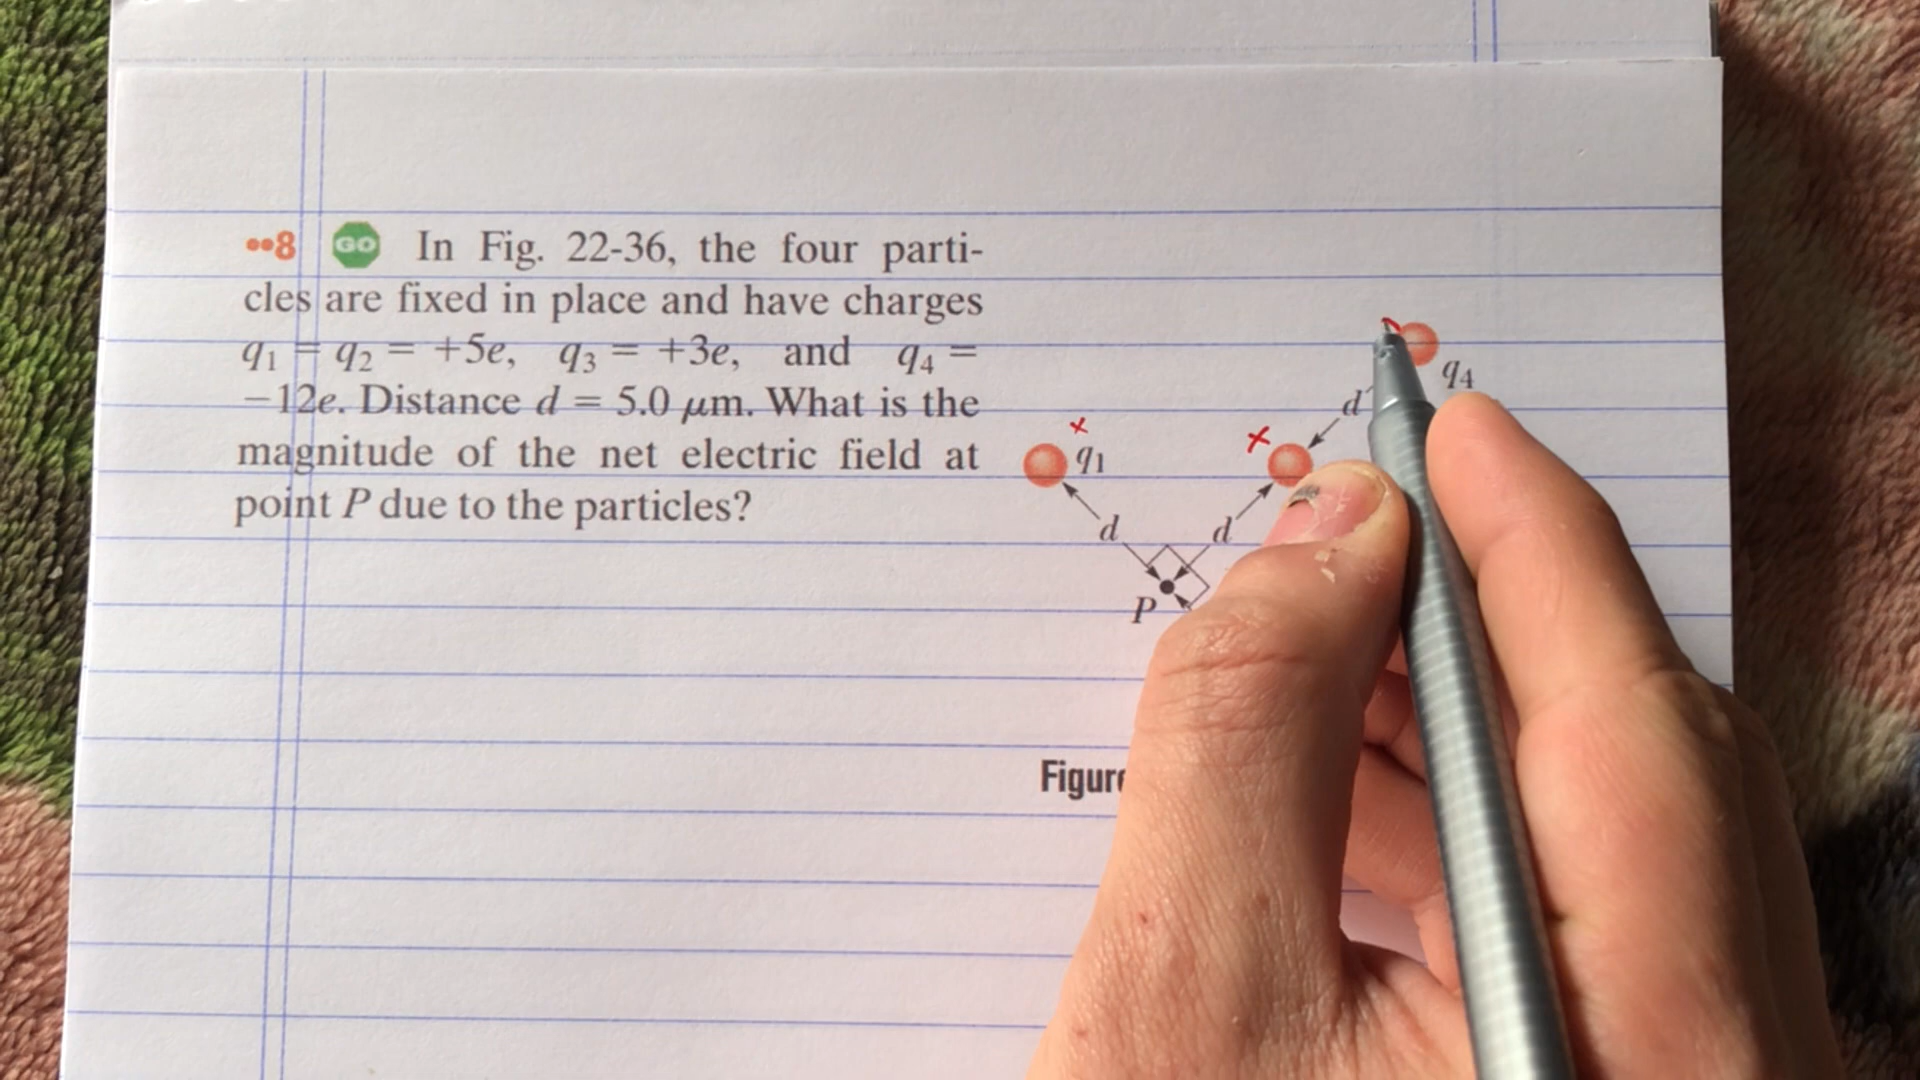 ••8 GO In Fig. 22-36, the four parti-
cles are fixed in place and have charges
q₁ = q₂ = +5e, q₃ = +3e, and q₄ =
−12e. Distance d = 5.0 μm. What is the
magnitude of the net electric field at
point P due to the particles?
q₄
d
+ +
q₁
d d
P